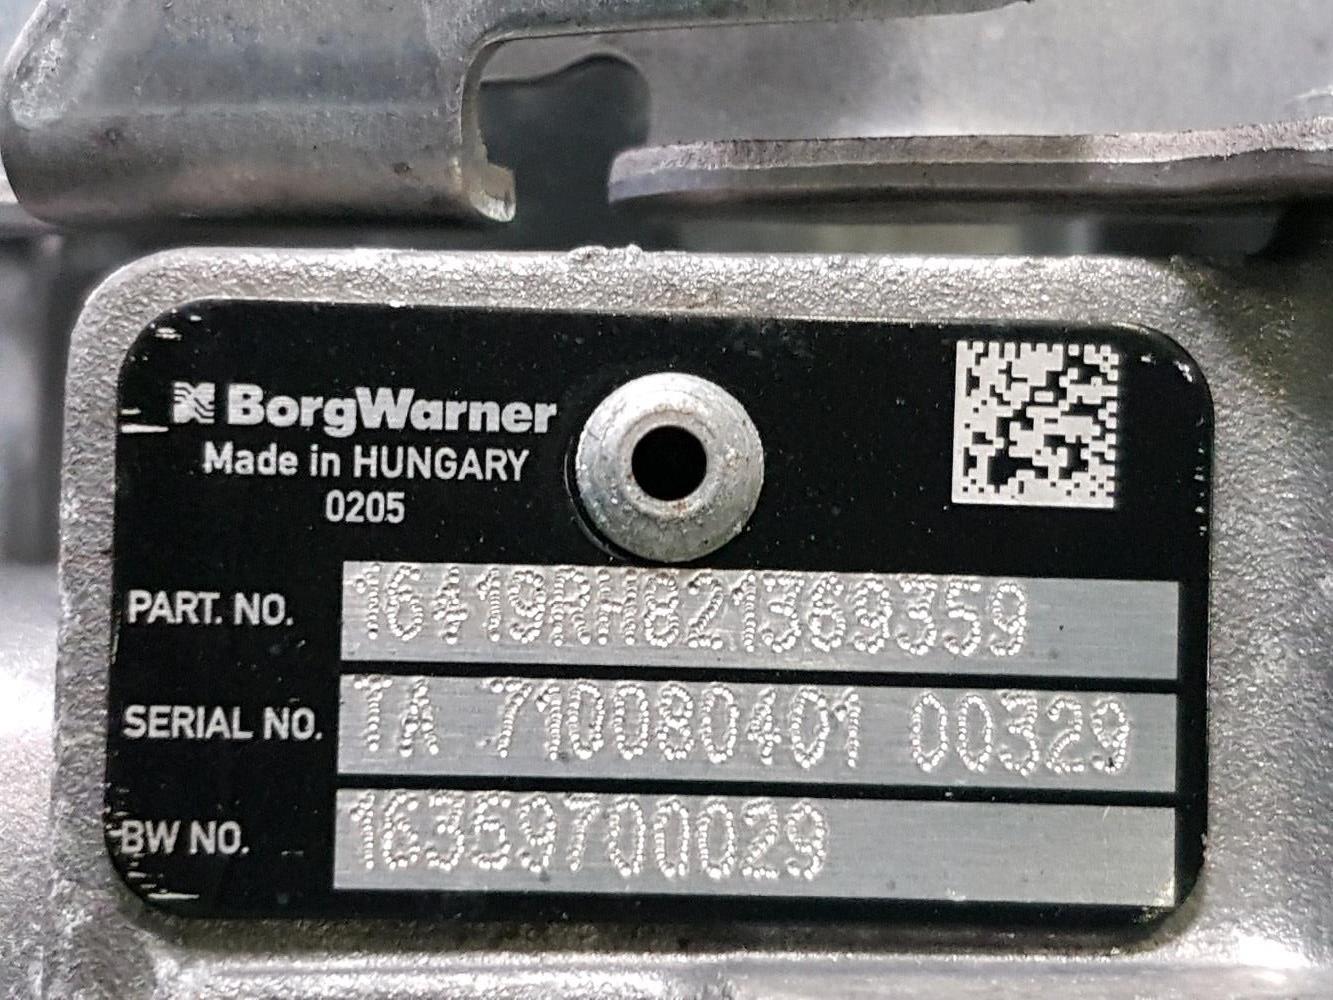 BorgWarner
Made in HUNGARY
0205
PART. NO. 16419RH821369359
SERIAL NO. TA 710080401 00329
BW NO. 16359700029